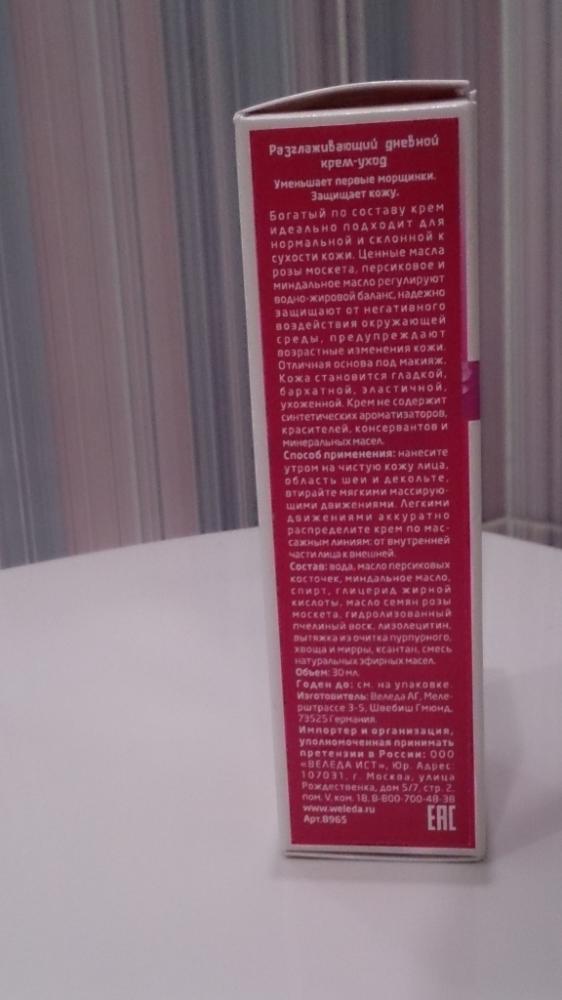 Разглаживающий дневной
крем-уход
Уменьшает первые морщинки.
Защищает кожу.
Богатый по составу крем
идеально подходит для
нормальной и склонной к
сухости кожи. Ценные масла
розы москета, персиковое и
миндальное масло регулируют
водно-жировой баланс, надежно
защищают от негативного
воздействия окружающей
среды, предупреждают
возрастные изменения кожи.
Отличная основа под макияж.
Кожа становится гладкой,
бархатной, эластичной,
ухоженной. Крем не содержит
синтетических ароматизаторов,
красителей, консервантов и
минеральных масел.
Способ применения: нанесите
утром на чистую кожу лица,
область шеи и декольте,
втирайте мягкими массирую-
щими движениями. Легкими
движениями аккуратно
распределите крем по мас-
сажным линиям: от внутренней
части лица к внешней.
Состав: вода, масло персиковых
косточек, миндальное масло,
спирт, глицерид жирной
кислоты, масло семян розы
москета, гидролизованный
пчелиный воск, лизолецитин,
вытяжка из очитка пурпурного,
хвоща и мирры, ксантан, смесь
натуральных эфирных масел.
Объем: 30 мл.
Годен до: см. на упаковке.
Изготовитель: Веледа АГ, Меле-
рштрассе 3-5, Швебиш Гмюнд,
73525 Германия.
Импортер и организация,
уполномоченная принимать
претензии в России: ООО
«ВЕЛЕДА ИСТ», Юр. Адрес:
107031, г. Москва, улица
Рождественка, дом 5/7, стр. 2,
пом. V, ком. 18, 8-800-700-48-38
www.weleda.ru
Арт.8965
EAC